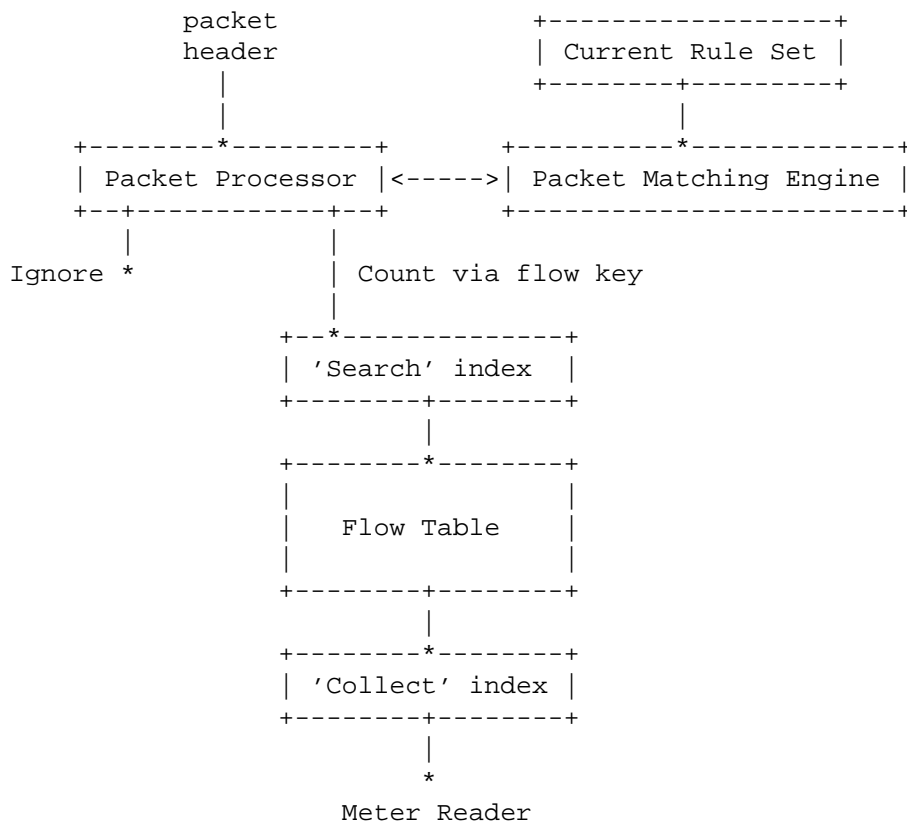 packet
header
Current Rule Set
Packet Processor
Packet Matching Engine
Ignore
Count via flow key
'Search' index
Flow Table
'Collect' index
Meter Reader